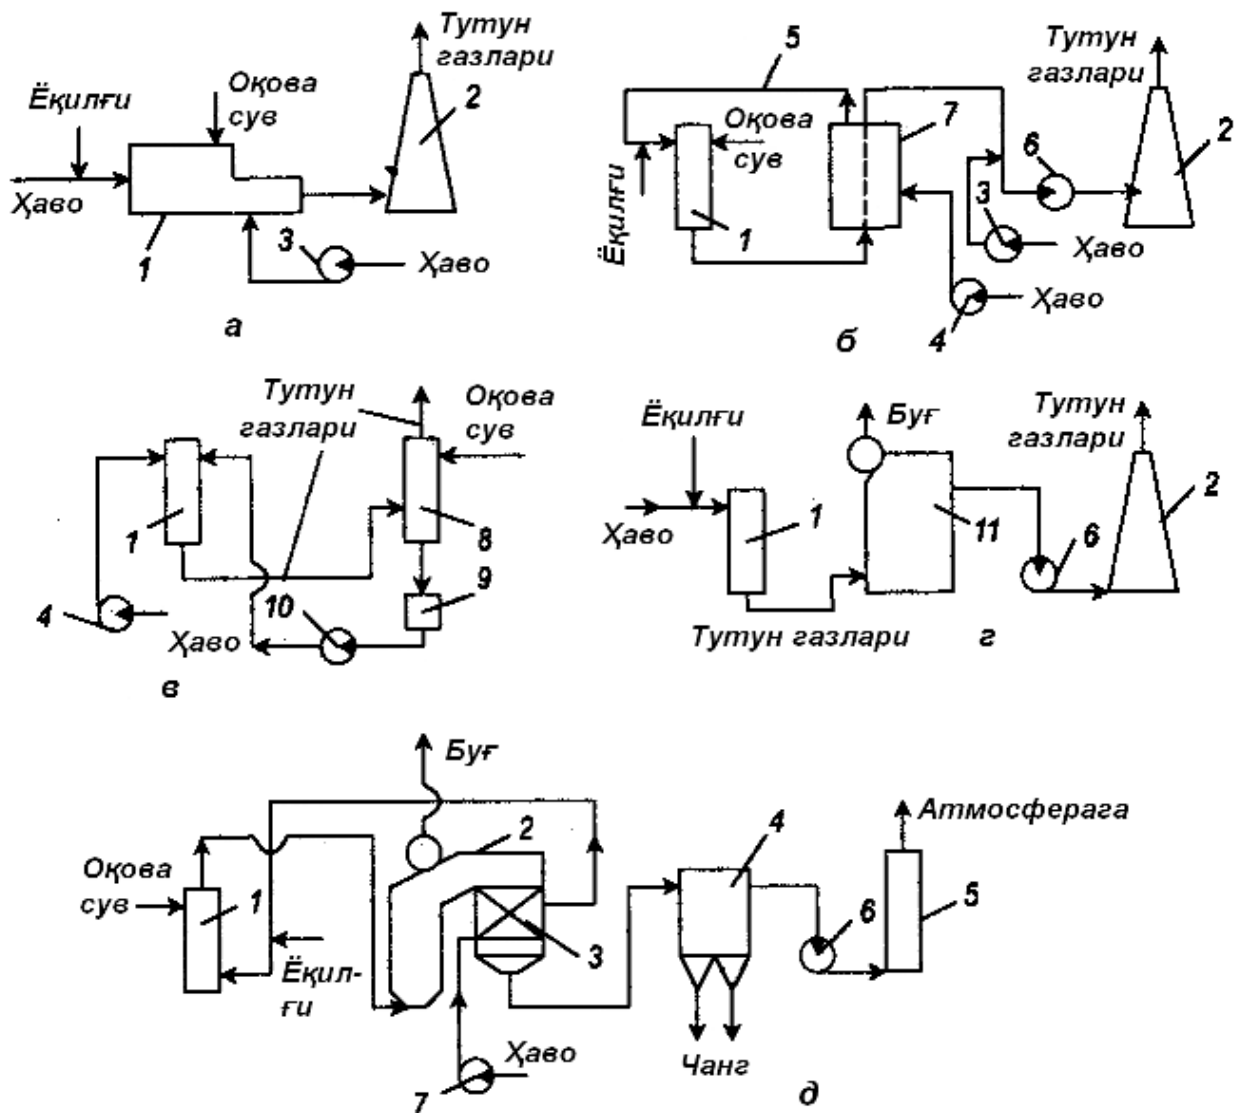 Тутун
газлари
Ёқилғи
Оқова
сув
2
Ҳаво
1
3
Ҳаво
а
5
Тутун
газлари
Оқова
сув
7
6
2
Ёқилғи
1
3
Ҳаво
4
Ҳаво
б
Тутун
газлари
Оқова
сув
1
8
9
4
10
Ҳаво
в
Ёқилғи
Буғ
Тутун
газлари
Ҳаво
1
11
6
2
Тутун газлари
г
Буғ
2
4
Атмосферага
Оқова
сув
1
3
6
5
Ёқил-
ғи
Ҳаво
7
Чанг
д